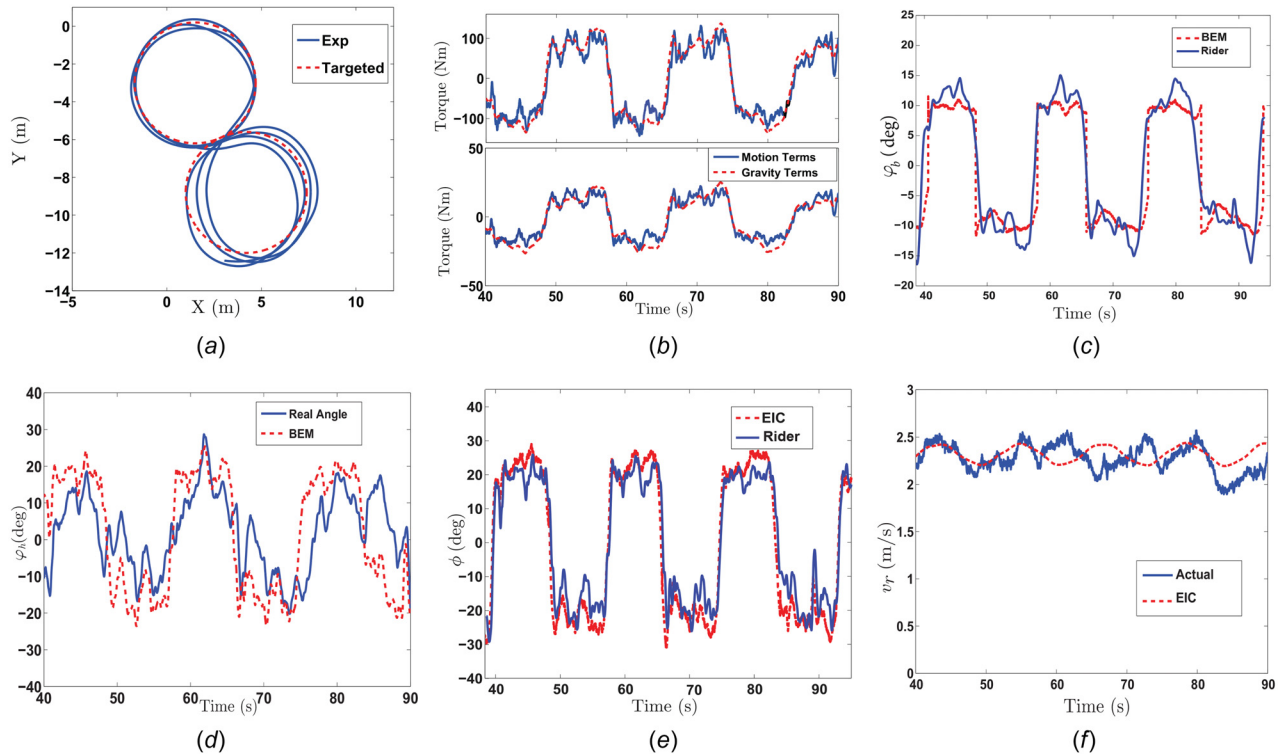 2
0
−2
−4
−6
−8
−10
−12
−14
−5
0
5
10
Y (m)
X (m)
Exp
Targeted
(a)
100
0
−100
Torque (Nm)
50
0
−50
Torque (Nm)
Motion Terms
Gravity Terms
40
50
60
70
80
90
Time (s)
(b)
25
20
15
10
5
0
−5
−10
−15
−20
φb (deg)
BEM
Rider
40
50
60
70
80
90
Time (s)
(c)
40
30
20
10
0
−10
−20
−30
−40
φh(deg)
Real Angle
BEM
40
50
60
70
80
90
Time (s)
(d)
40
30
20
10
0
−10
−20
−30
−40
ϕ (deg)
EIC
Rider
40
50
60
70
80
90
Time (s)
(e)
3
2.5
2
1.5
1
0.5
0
vr (m/s)
Actual
EIC
40
50
60
70
80
90
Time (s)
(f)